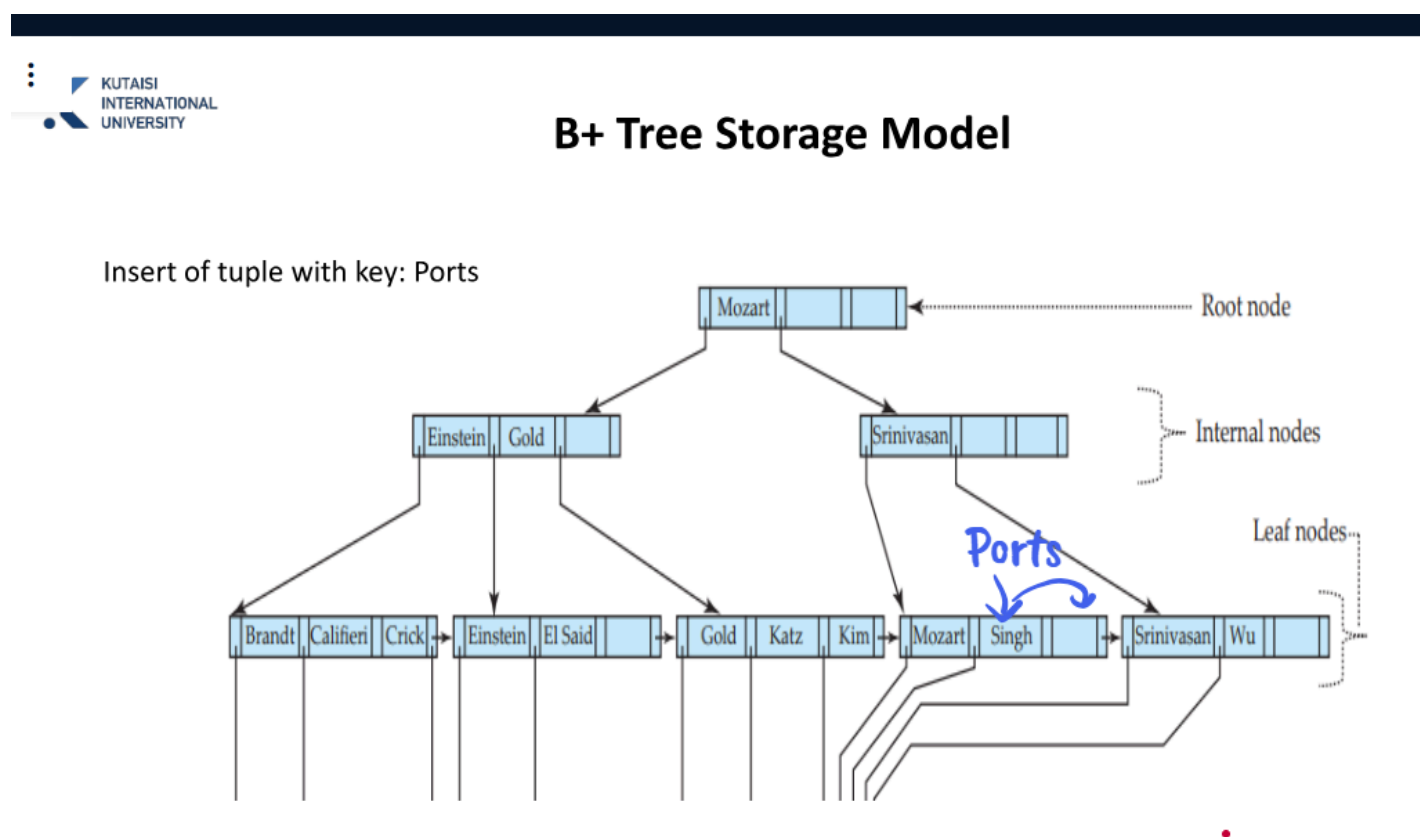 KUTAISI
INTERNATIONAL
UNIVERSITY
B+ Tree Storage Model
Insert of tuple with key: Ports
Mozart
Root node
Einstein Gold
Srinivasan
Internal nodes
Ports
Leaf nodes
Brandt Califieri Crick Einstein El Said Gold Katz Kim Mozart Singh Srinivasan Wu